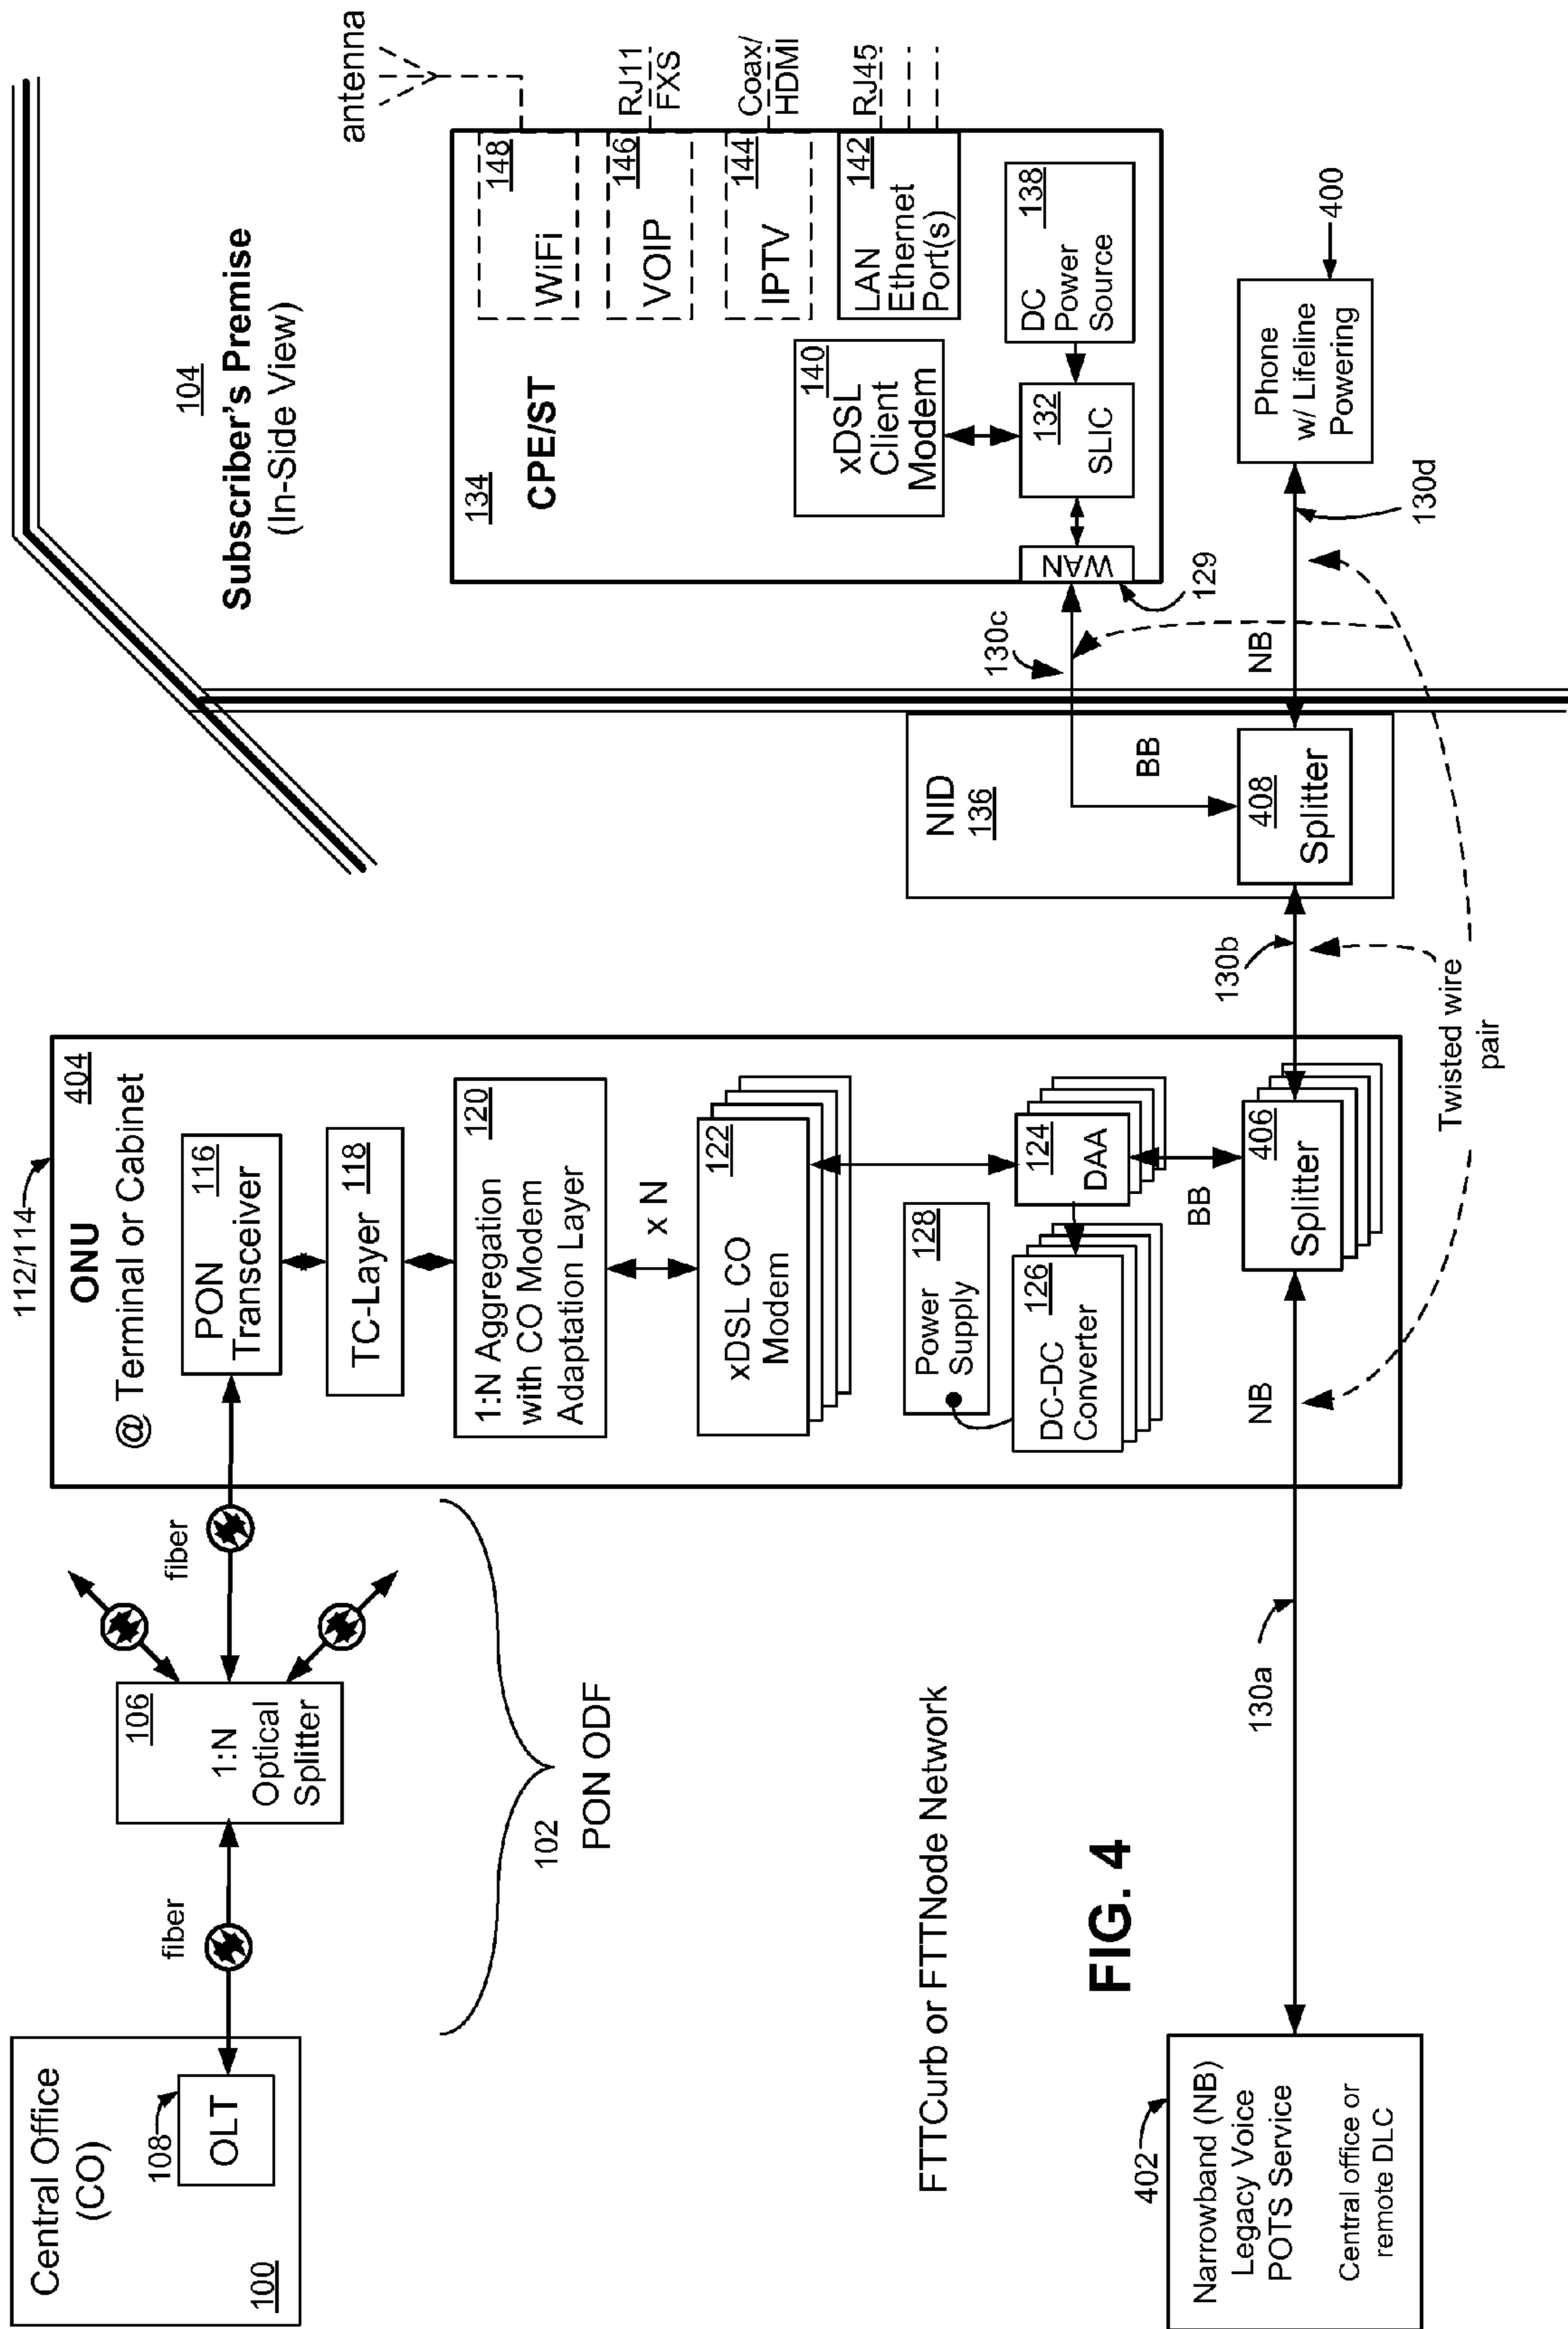 Central Office
(CO)
108
OLT
100
fiber
106
1:N
Optical
Splitter
fiber
102
PON ODF
112/114
ONU
404
@ Terminal or Cabinet
PON
116
Transceiver
TC-Layer
118
1:N Aggregation
120
with CO Modem
Adaptation Layer
x N
xDSL CO
122
Modem
Power
128
Supply
124
DAA
DC-DC
126
Converter
BB
406
Splitter
NB
104
Subscriber's Premise
(In-Side View)
antenna
134
CPE/ST
WiFi
148
VOIP
146
RJ11
FXS
IPTV
144
Coax/
HDMI
LAN
142
Ethernet
Port(s)
RJ45
140
xDSL
Client
Modem
132
SLIC
DC
138
Power
Source
WAN
129
130c
NID
136
BB
408
Splitter
NB
130d
Phone
w/ Lifeline
Powering
400
130b
Twisted wire
pair
130a
402
Narrowband (NB)
Legacy Voice
POTS Service
Central office or
remote DLC
FTTCurb or FTTNode Network
FIG. 4